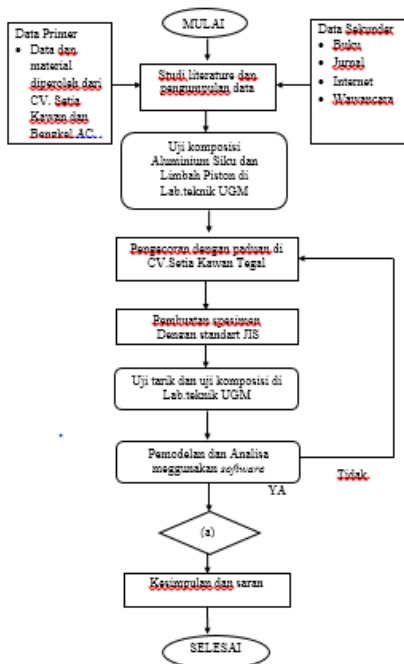 MULAI
Data Primer
• Data dan
material
diperoleh dari
CV. Setia
Kawan dan
Bengkel AC.
Data Sekunder
• Buku
• Jurnal
• Internet
• Wawancara
Studi literature dan
pengumpulan data
Uji komposisi
Aluminium Siku dan
Limbah Piston di
Lab.teknik UGM
Pengecoran dengan paduan di
CV.Setia Kawan Tegal
Pembuatan spesimen
Dengan standart JIS
Uji tarik dan uji komposisi di
Lab.teknik UGM
Pemodelan dan Analisa
meggunakan software
Tidak
YA
(a)
Kesimpulan dan saran
SELESAI